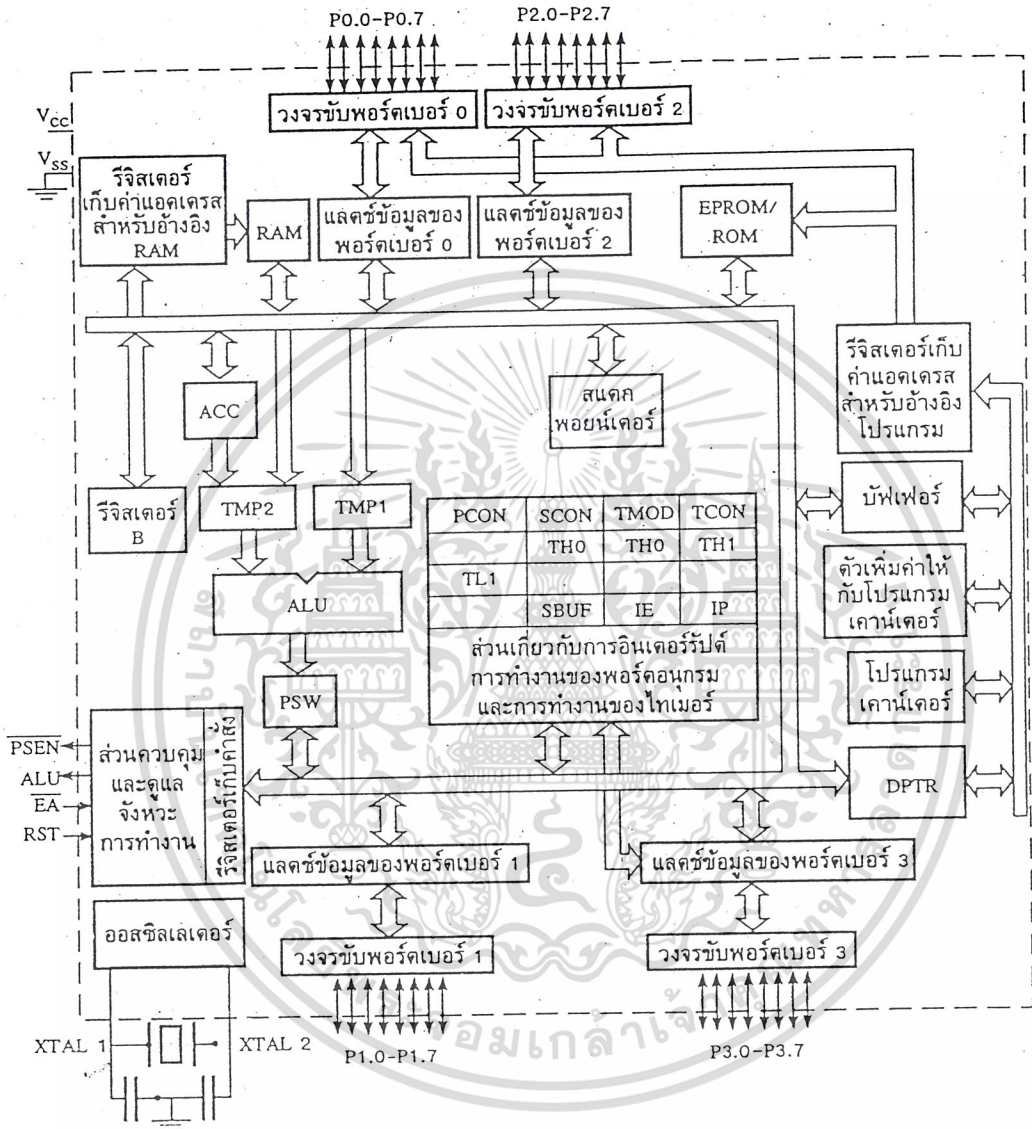 P0.0-P0.7
P2.0-P2.7
VCC
VSS
วงจรขับพอร์ตเบอร์ 0
วงจรขับพอร์ตเบอร์ 2
รีจิสเตอร์
เก็บค่าแอดเดรส
สำหรับอ้างอิง
RAM
RAM
แลตช์ข้อมูลของ
พอร์ตเบอร์ 0
แลตช์ข้อมูลของ
พอร์ตเบอร์ 2
EPROM/
ROM
รีจิสเตอร์เก็บ
ค่าแอดเดรส
สำหรับอ้างอิง
โปรแกรม
ACC
สแตก
พอยน์เตอร์
รีจิสเตอร์
B
TMP2
TMP1
บัฟเฟอร์
PCON SCON TMOD TCON
TH0 TH0 TH1
TL1
SBUF IE IP
ส่วนเกี่ยวกับการอินเตอร์รัปต์
การทำงานของพอร์ตอนุกรม
และการทำงานของไทเมอร์
ALU
ตัวเพิ่มค่าให้
กับโปรแกรม
เคาน์เตอร์
PSW
โปรแกรม
เคาน์เตอร์
PSEN
ALU
EA
RST
ส่วนควบคุม
และดูแล
จังหวะ
การทำงาน
รีจิสเตอร์เก็บคำสั่ง
DPTR
แลตช์ข้อมูลของพอร์ตเบอร์ 1
แลตช์ข้อมูลของพอร์ตเบอร์ 3
ออสซิลเลเตอร์
วงจรขับพอร์ตเบอร์ 1
วงจรขับพอร์ตเบอร์ 3
XTAL 1
XTAL 2
P1.0-P1.7
P3.0-P3.7